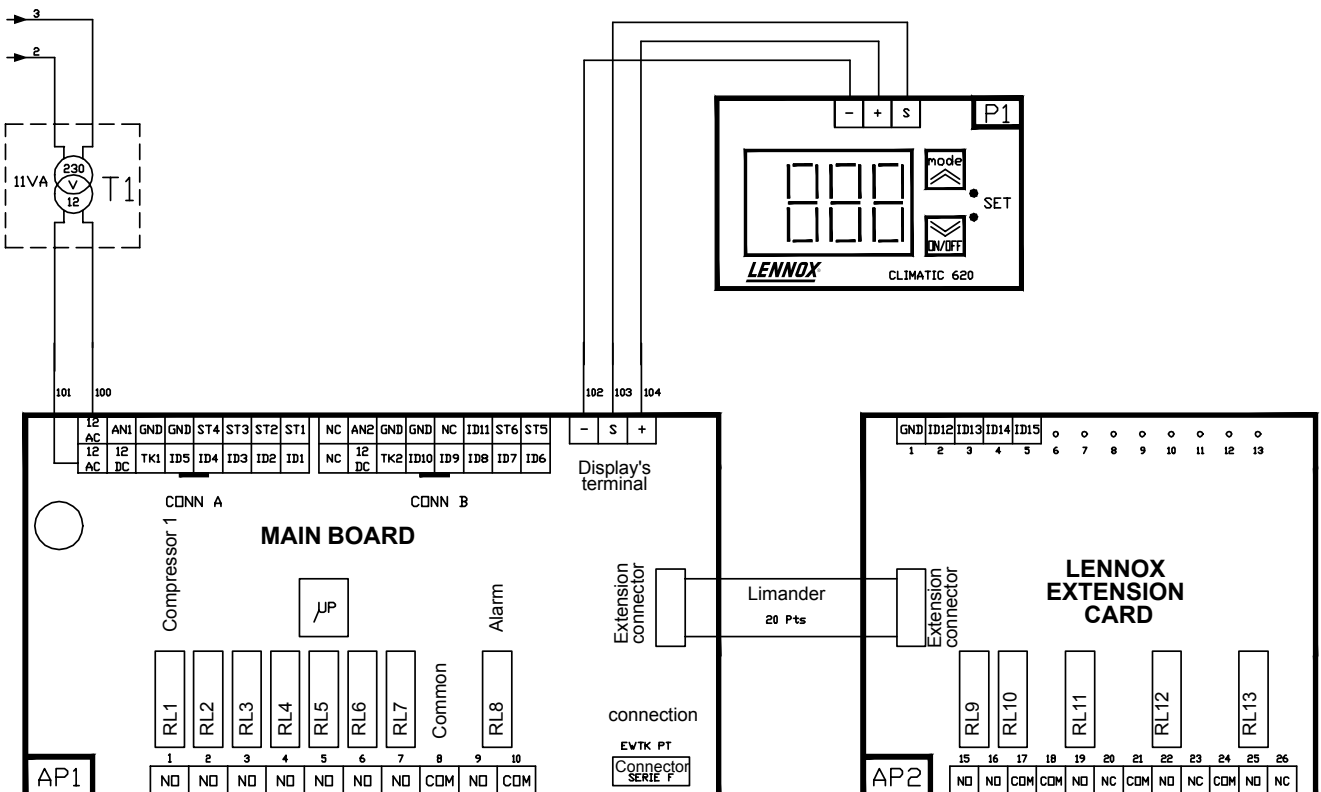 3
2
11VA
230
V
12
T1
- + S
P1
mode
SET
ON/OFF
LENNOX
CLIMATIC 620
101 100
102 103 104
12 AC AN1 GND GND ST4 ST3 ST2 ST1
12 AC 12 DC TK1 ID5 ID4 ID3 ID2 ID1
CONN A
NC AN2 GND GND NC ID11 ST6 ST5
NC 12 DC TK2 ID10 ID9 ID8 ID7 ID6
CONN B
- S +
Display's
terminal
MAIN BOARD
Compressor 1
µP
Alarm
Common
Extension
connector
RL1 RL2 RL3 RL4 RL5 RL6 RL7 RL8
1 2 3 4 5 6 7 8 9 10
NO NO NO NO NO NO NO COM NO COM
AP1
connection
EWTK PT
Connector
SERIE F
Limander
20 Pts
GND ID12 ID13 ID14 ID15
1 2 3 4 5 6 7 8 9 10 11 12 13
Extension
connector
LENNOX
EXTENSION
CARD
RL9 RL10 RL11 RL12 RL13
15 16 17 18 19 20 21 22 23 24 25 26
NO NO COM COM NO NC COM NO NC COM NO NC
AP2